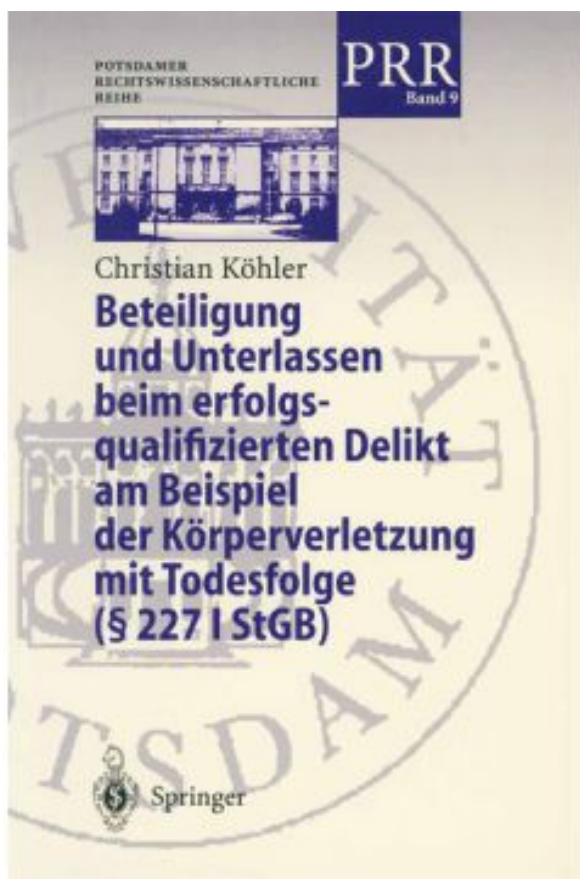 POTSDAMER
RECHTSWISSENSCHAFTLICHE
REIHE
PRR
Band 9
Christian Köhler
Beteiligung
und Unterlassen
beim erfolgs-
qualifizierten Delikt
am Beispiel
der Körperverletzung
mit Todesfolge
(§ 227 I StGB)
Springer